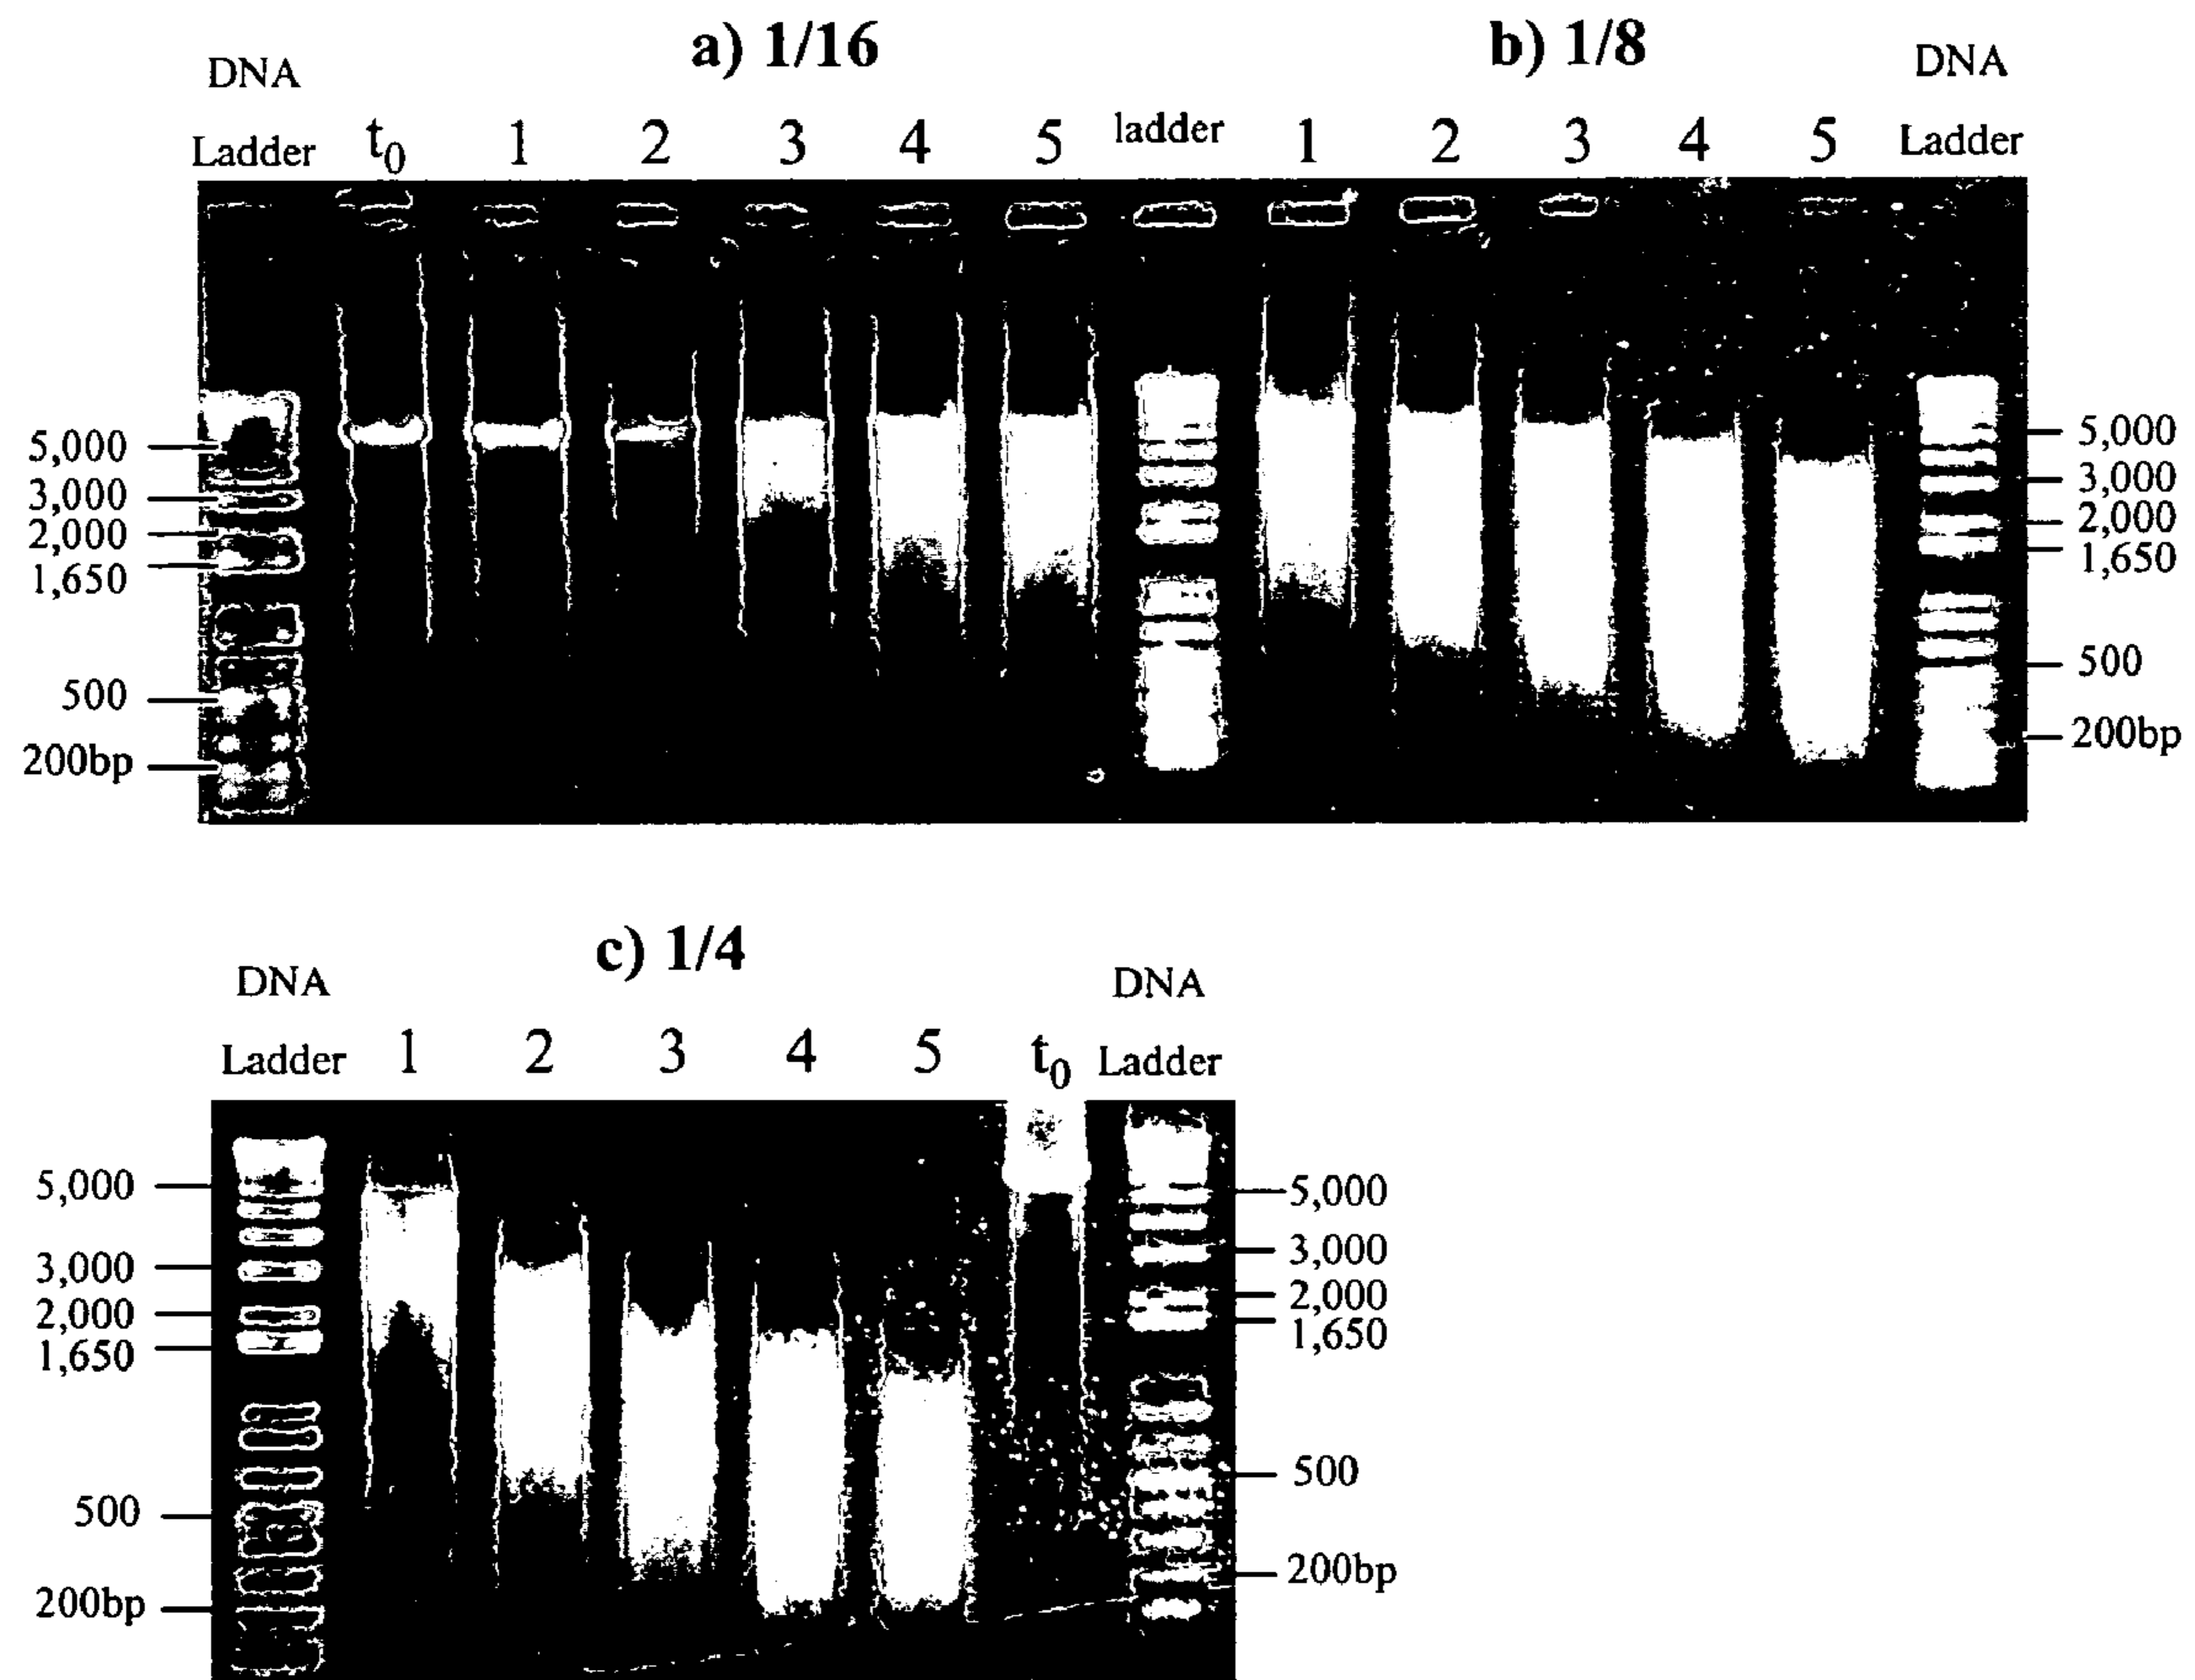 a) 1/16
b) 1/8
DNA
Ladder
t0
1
2
3
4
5
ladder
1
2
3
4
5
DNA
Ladder
5,000
3,000
2,000
1,650
500
200bp
5,000
3,000
2,000
1,650
500
200bp
c) 1/4
DNA
Ladder
1
2
3
4
5
t0
DNA
Ladder
5,000
3,000
2,000
1,650
500
200bp
5,000
3,000
2,000
1,650
500
200bp